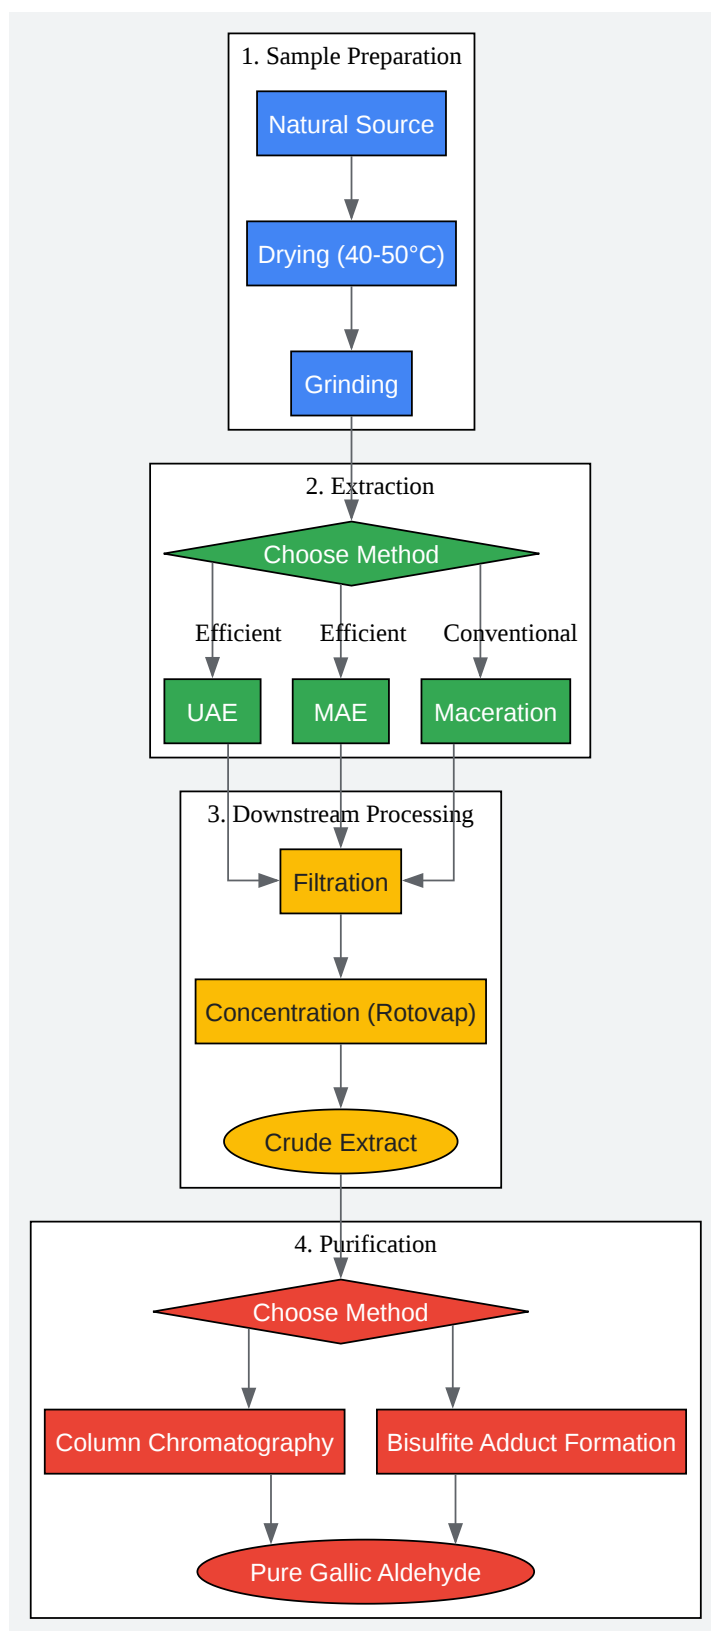 1. Sample Preparation
Natural Source
Drying (40-50°C)
Grinding
2. Extraction
Choose Method
Efficient
Efficient
Conventional
UAE
MAE
Maceration
3. Downstream Processing
Filtration
Concentration (Rotovap)
Crude Extract
4. Purification
Choose Method
Column Chromatography
Bisulfite Adduct Formation
Pure Gallic Aldehyde